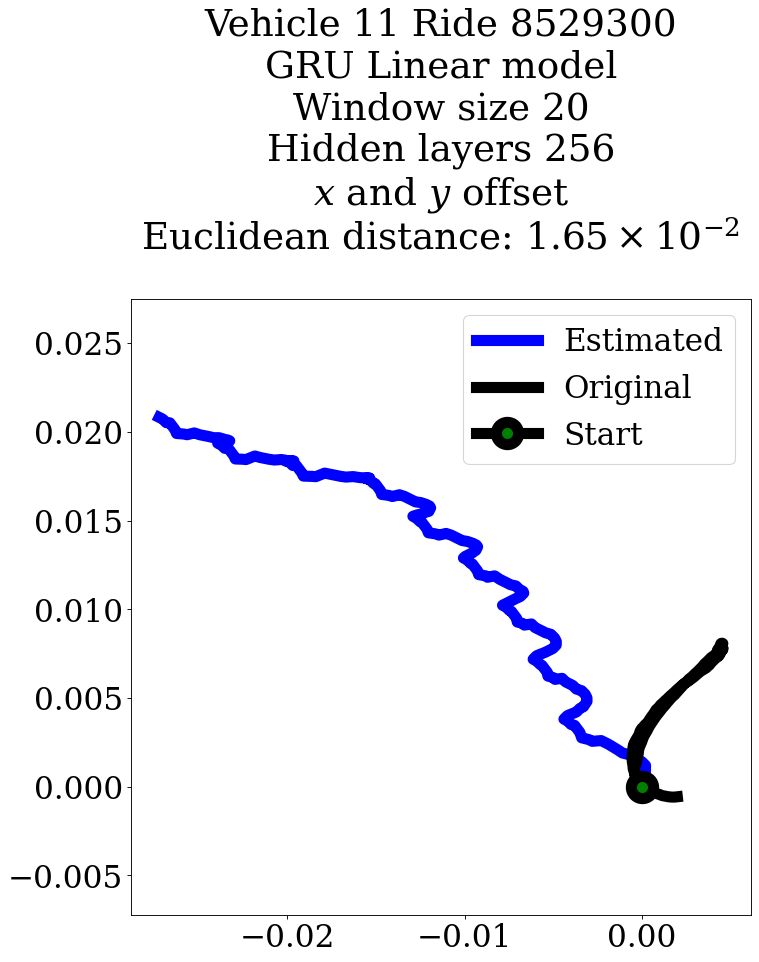 Vehicle 11 Ride 8529300
GRU Linear model
Window size 20
Hidden layers 256
x and y offset
Euclidean distance: 1.65 × 10⁻²
Estimated
Original
Start
0.025
0.020
0.015
0.010
0.005
0.000
−0.005
−0.02
−0.01
0.00